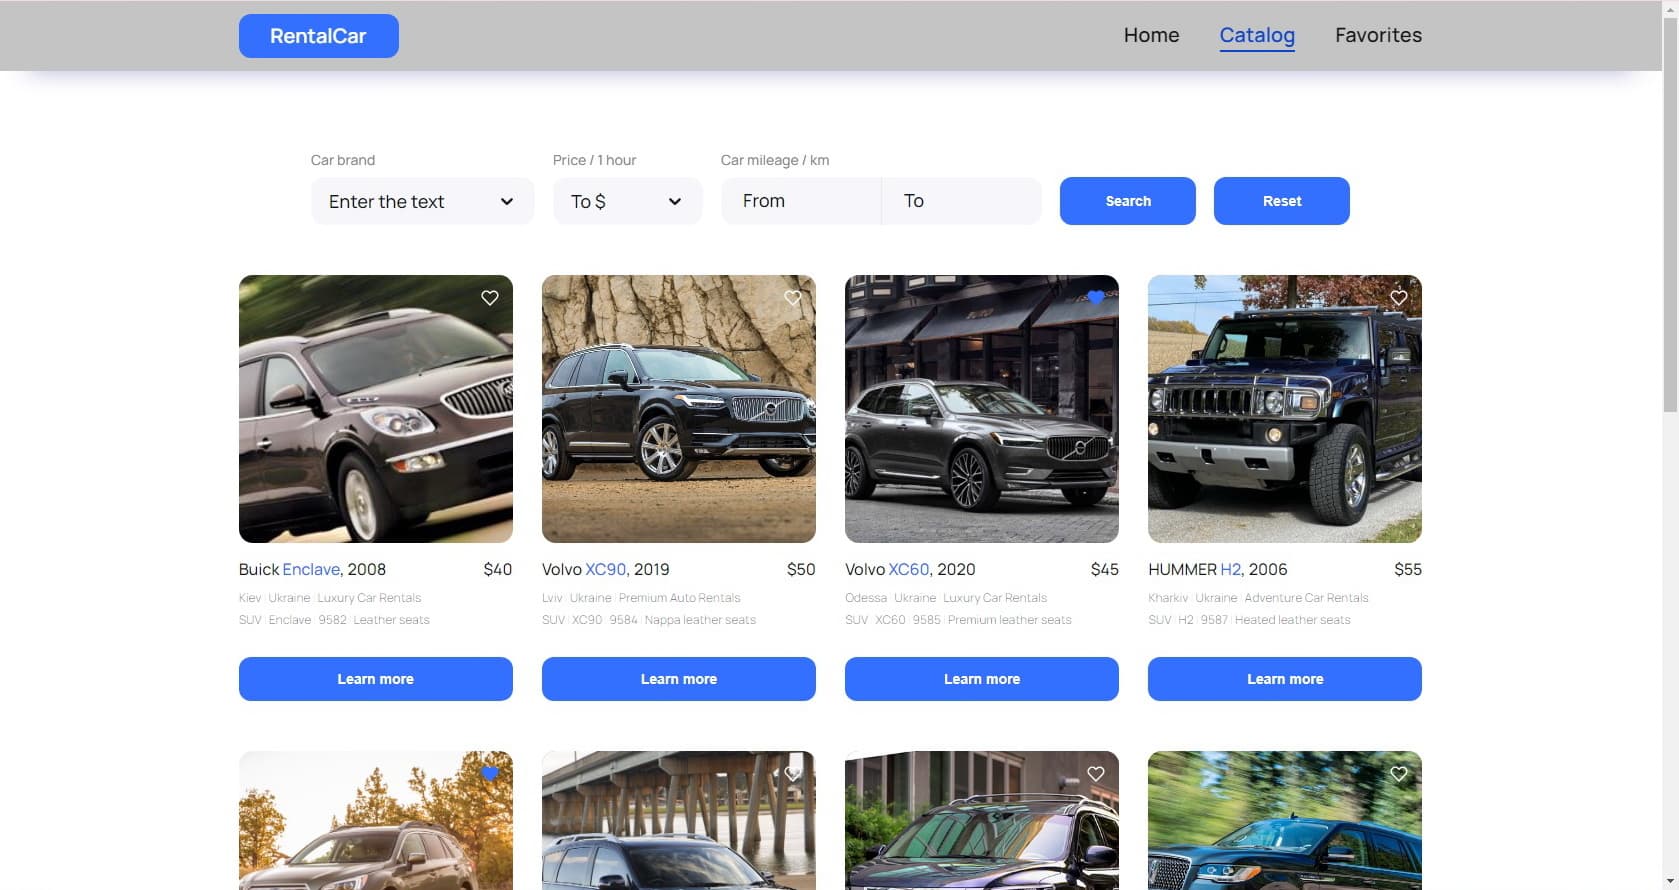 RentalCar
Home Catalog Favorites
Car brand Price / 1 hour Car mileage / km
Enter the text To $ From To Search Reset
Buick Enclave, 2008 $40
Kiev Ukraine Luxury Car Rentals
SUV Enclave 9582 Leather seats
Learn more
Volvo XC90, 2019 $50
Lviv Ukraine Premium Auto Rentals
SUV XC90 9584 Nappa leather seats
Learn more
Volvo XC60, 2020 $45
Odessa Ukraine Luxury Car Rentals
SUV XC60 9585 Premium leather seats
Learn more
HUMMER H2, 2006 $55
Kharkiv Ukraine Adventure Car Rentals
SUV H2 9587 Heated leather seats
Learn more